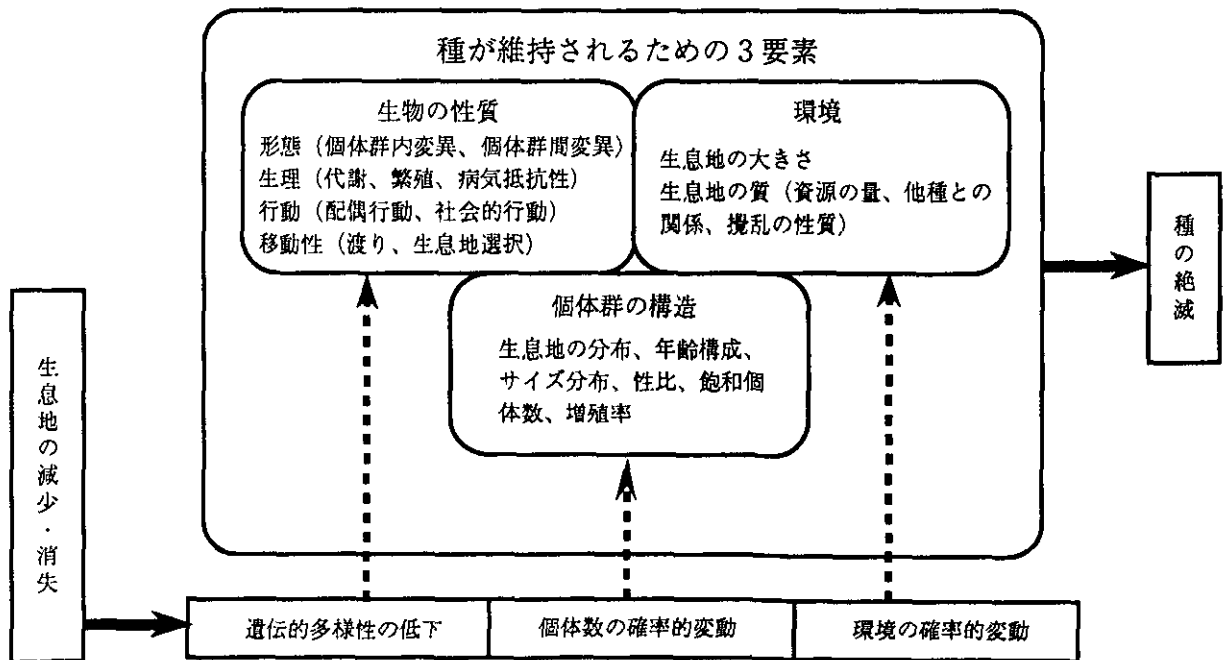 種が維持されるための3要素
生物の性質
形態（個体群内変異、個体群間変異）
生理（代謝、繁殖、病気抵抗性）
行動（配偶行動、社会的行動）
移動性（渡り、生息地選択）
環境
生息地の大きさ
生息地の質（資源の量、他種との
関係、攪乱の性質）
個体群の構造
生息地の分布、年齢構成、
サイズ分布、性比、飽和個
体数、増殖率
種の絶滅
生息地の減少・消失
遺伝的多様性の低下
個体数の確率的変動
環境の確率的変動